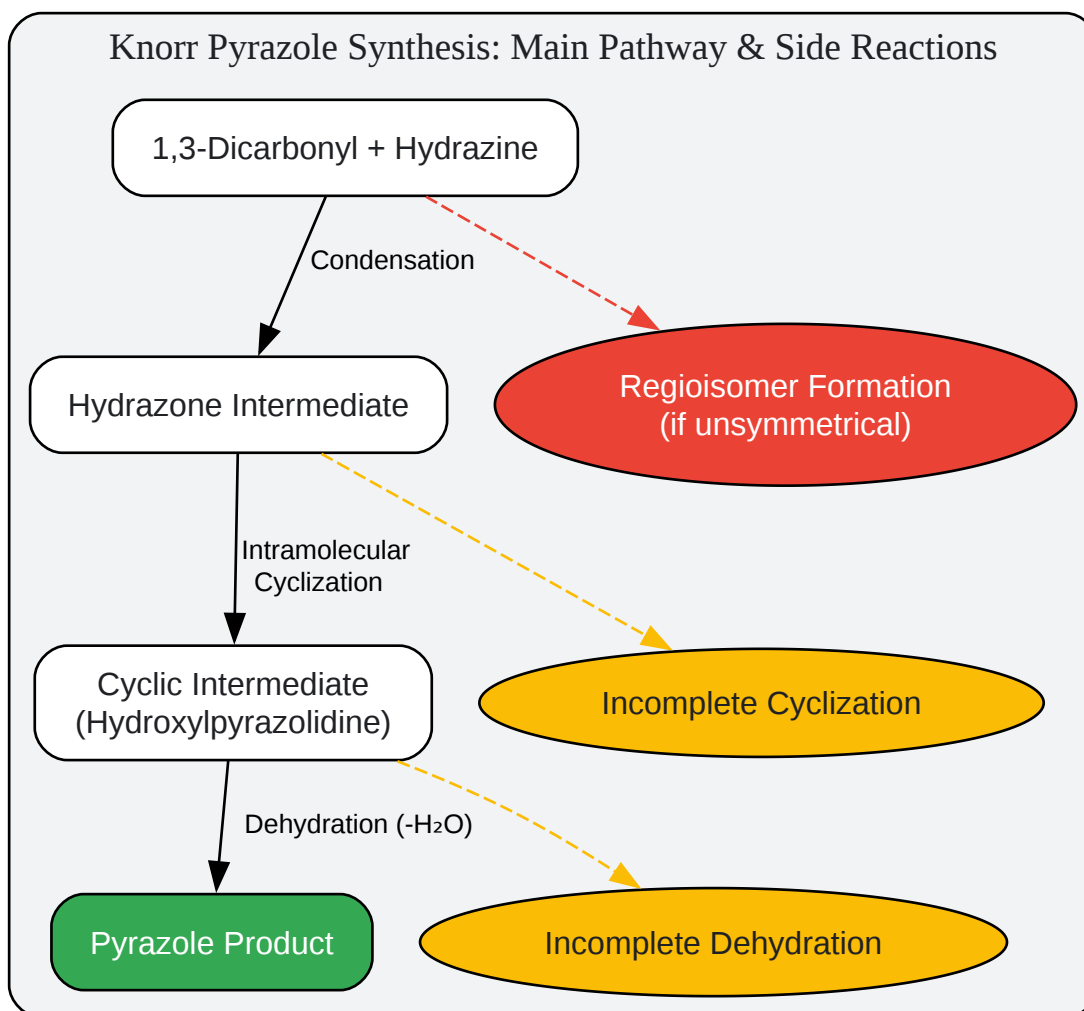 Knorr Pyrazole Synthesis: Main Pathway & Side Reactions
1,3-Dicarbonyl + Hydrazine
Condensation
Hydrazone Intermediate
Regioisomer Formation
(if unsymmetrical)
Intramolecular
Cyclization
Cyclic Intermediate
(Hydroxylpyrazolidine)
Incomplete Cyclization
Dehydration (-H₂O)
Pyrazole Product
Incomplete Dehydration